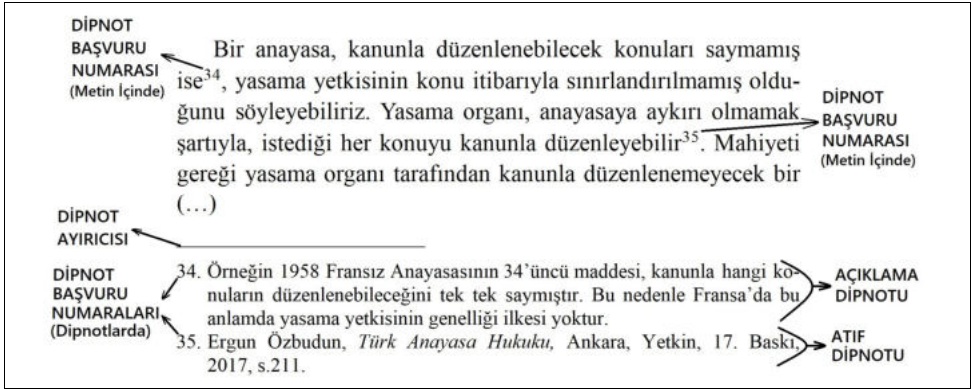 DİPNOT
BAŞVURU
NUMARASI
(Metin İçinde)
Bir anayasa, kanunla düzenlenebilecek konuları saymamış
ise34, yasama yetkisinin konu itibarıyla sınırlandırılmamış oldu-
ğunu söyleyebiliriz. Yasama organı, anayasaya aykırı olmamak
şartıyla, istediği her konuyu kanunla düzenleyebilir35. Mahiyeti
gereği yasama organı tarafından kanunla düzenlenemeyecek bir
(…)
DİPNOT
BAŞVURU
NUMARASI
(Metin İçinde)
DİPNOT
AYIRICISI
DİPNOT
BAŞVURU
NUMARALARI
(Dipnotlarda)
34. Örneğin 1958 Fransız Anayasasının 34’üncü maddesi, kanunla hangi ko-
nuların düzenlenebileceğini tek tek saymıştır. Bu nedenle Fransa’da bu
anlamda yasama yetkisinin genelliği ilkesi yoktur.
35. Ergun Özbudun, Türk Anayasa Hukuku, Ankara, Yetkin, 17. Baskı,
2017, s.211.
AÇIKLAMA
DİPNOTU
ATIF
DİPNOTU